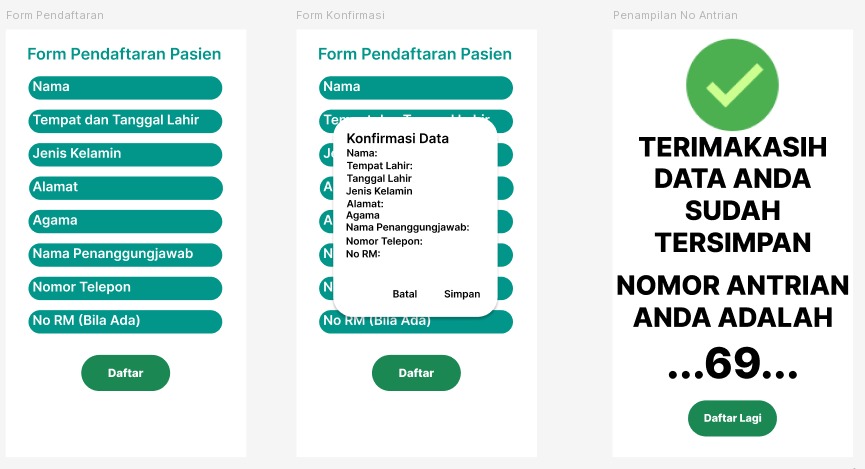 Form Pendaftaran
Form Pendaftaran Pasien
Nama
Tempat dan Tanggal Lahir
Jenis Kelamin
Alamat
Agama
Nama Penanggungjawab
Nomor Telepon
No RM (Bila Ada)
Daftar
Form Konfirmasi
Form Pendaftaran Pasien
Nama
Konfirmasi Data
Nama:
Tempat Lahir:
Tanggal Lahir
Jenis Kelamin
Alamat:
Agama
Nama Penanggungjawab:
Nomor Telepon:
No RM:
Batal Simpan
No RM (Bila Ada)
Daftar
Penampilan No Antrian
TERIMAKASIH
DATA ANDA
SUDAH
TERSIMPAN
NOMOR ANTRIAN
ANDA ADALAH
...69...
Daftar Lagi